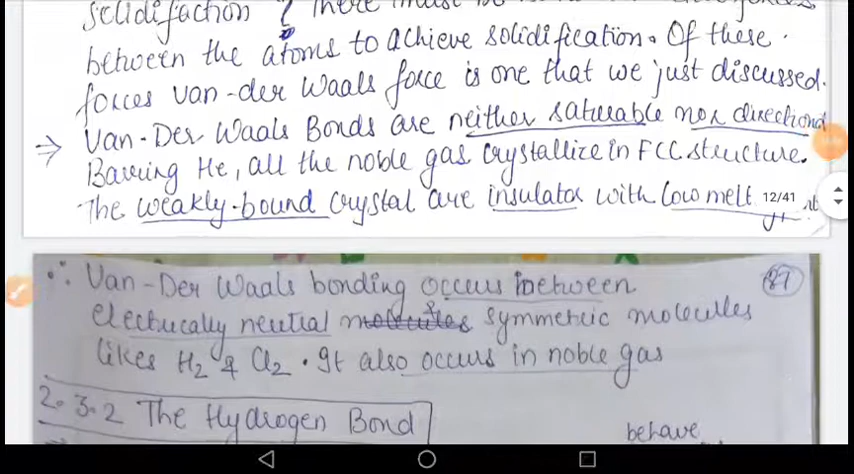 solidifaction ? There must be
between the atoms to achieve solidification. Of these
forces van-der waals force is one that we just discussed.
⇒ Van-Der Waals Bonds are neither saturable nor directional
Barring He, all the noble gas crystallize in FCC structure.
The weakly-bound crystal are insulator with low melt
12/41
∴ Van-Der Waals bonding occurs between
(27)
electrically neutral symmetric molecules
likes H2 & Cl2. It also occurs in noble gas
2.3.2 The Hydrogen Bond
behave